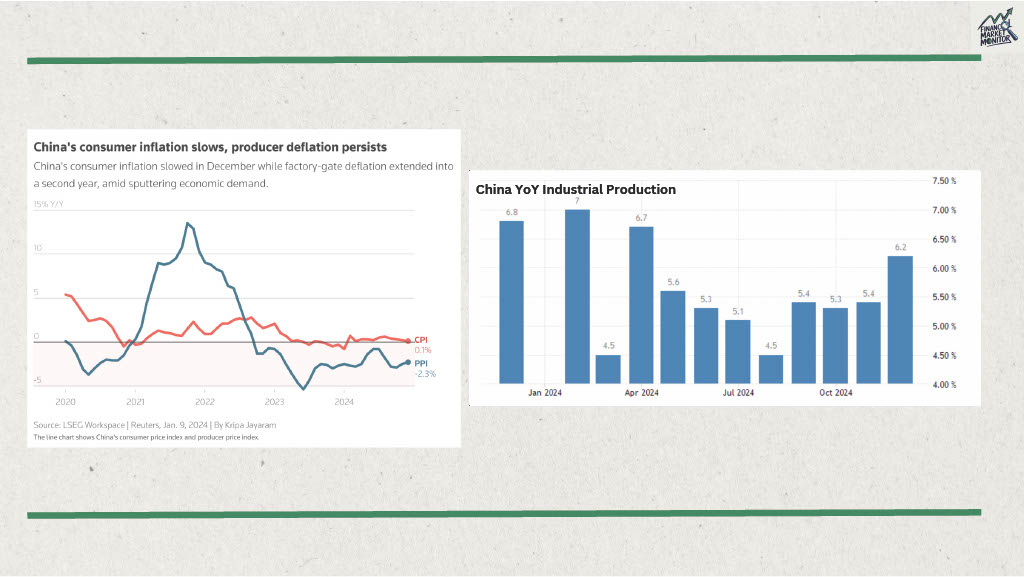 FINANCIAL
MARKET
MONITOR
China's consumer inflation slows, producer deflation persists
China's consumer inflation slowed in December while factory-gate deflation extended into
a second year, amid sputtering economic demand.
15% Y/Y
10
5
0
-5
CPI
0.1%
PPI
-2.3%
2020 2021 2022 2023 2024
Source: LSEG Workspace | Reuters, Jan. 9, 2024 | By Kripa Jayaram
The line chart shows China's consumer price index and producer price index.
China YoY Industrial Production
6.8 7 4.5 6.7 5.6 5.3 5.1 4.5 5.4 5.3 5.4 6.2
7.50 %
7.00 %
6.50 %
6.00 %
5.50 %
5.00 %
4.50 %
4.00 %
Jan 2024 Apr 2024 Jul 2024 Oct 2024